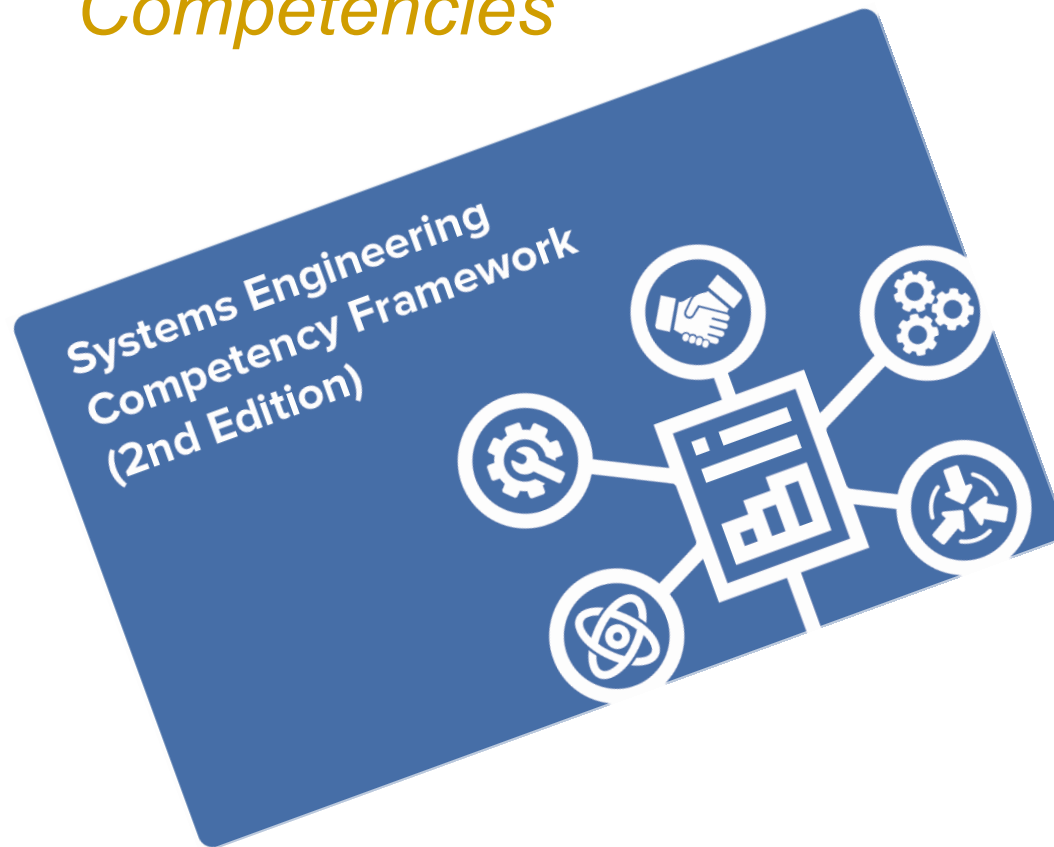 Competencies
Systems Engineering
Competency Framework
(2nd Edition)